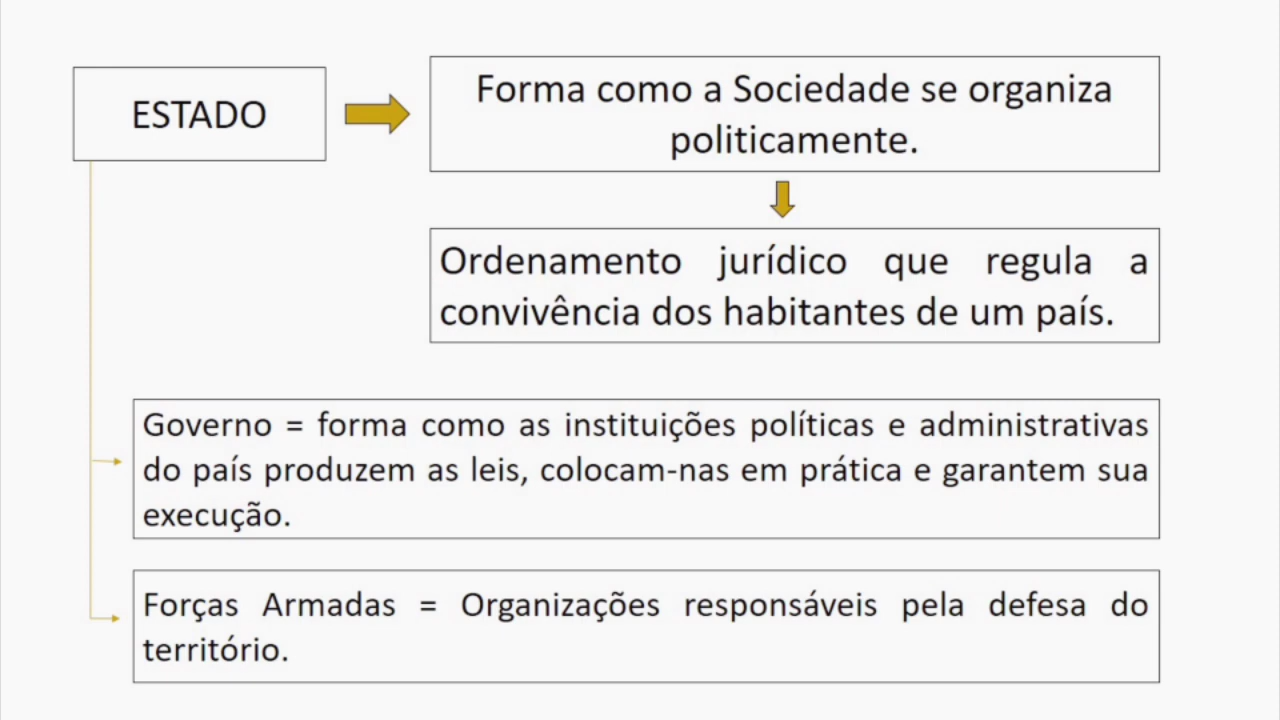 ESTADO
Forma como a Sociedade se organiza
politicamente.
Ordenamento jurídico que regula a
convivência dos habitantes de um país.
Governo = forma como as instituições políticas e administrativas
do país produzem as leis, colocam-nas em prática e garantem sua
execução.
Forças Armadas = Organizações responsáveis pela defesa do
território.